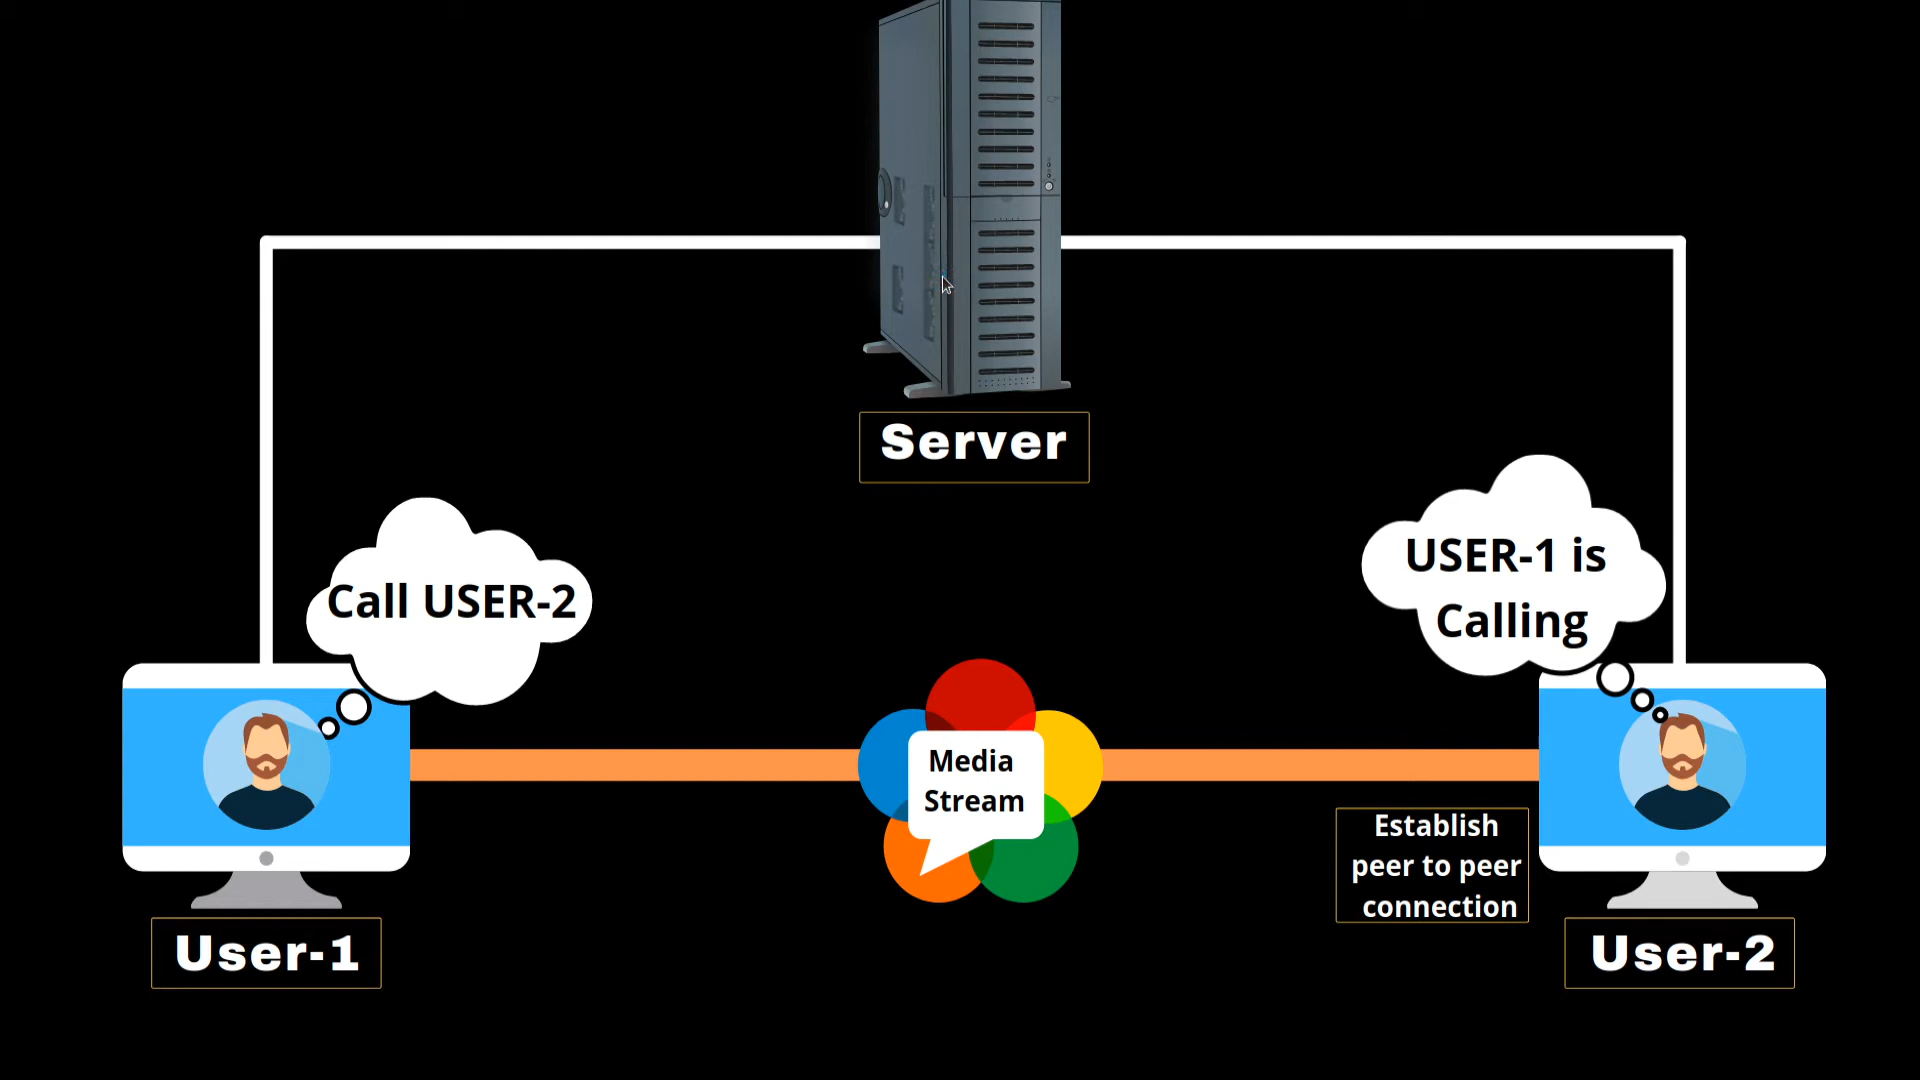 Server
Call USER-2
USER-1 is
Calling
Media
Stream
Establish
peer to peer
connection
User-1
User-2